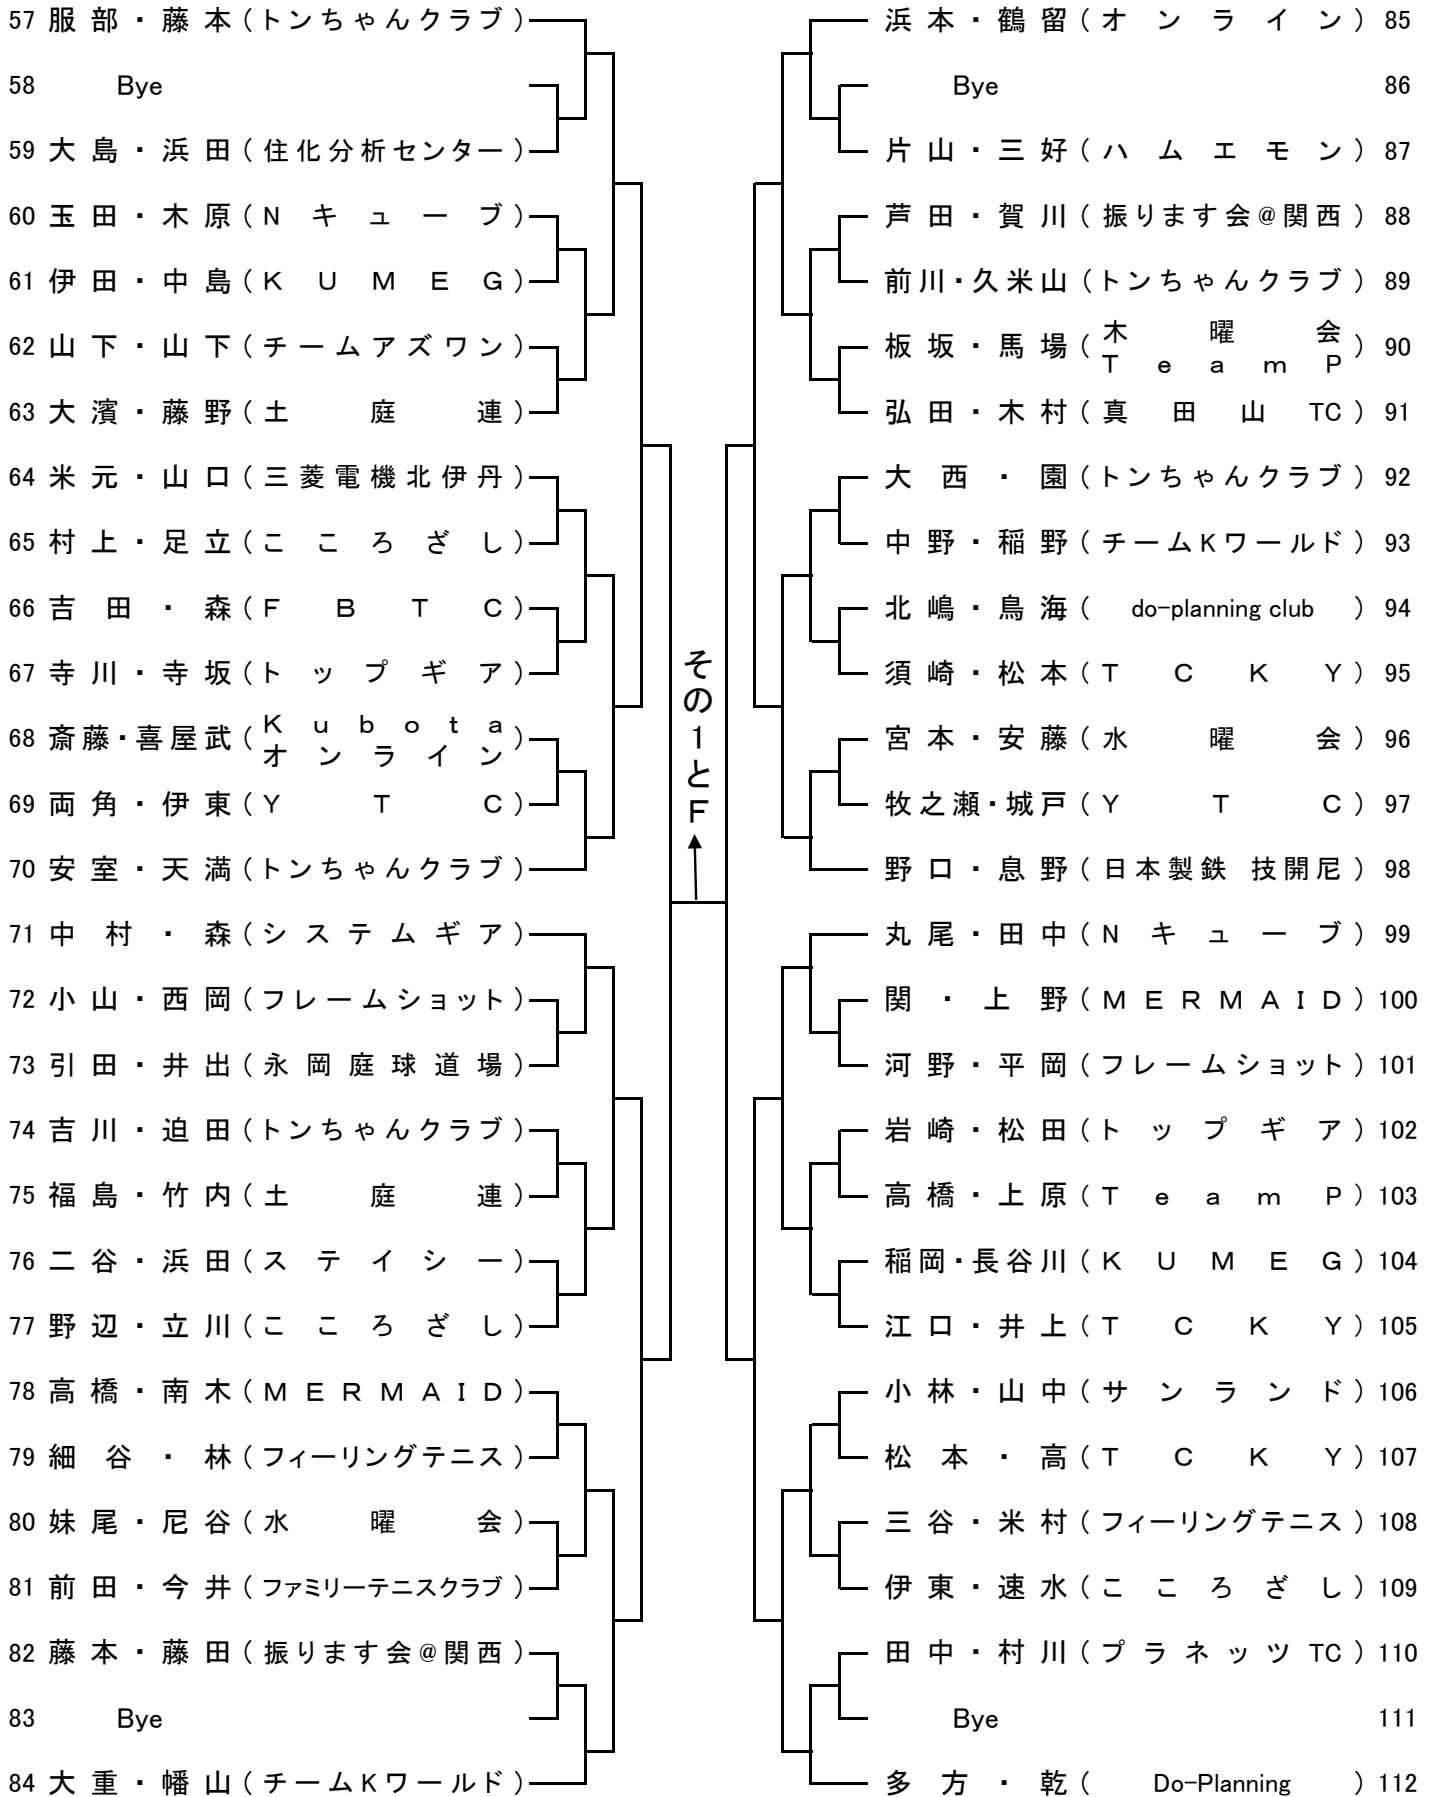 57 服部・藤本(トンちゃんクラブ)
58 Bye
59 大島・浜田(住化分析センター)
60 玉田・木原(Nキューブ)
61 伊田・中島(KUMEG)
62 山下・山下(チームアズワン)
63 大濱・藤野(土庭連)
64 米元・山口(三菱電機北伊丹)
65 村上・足立(こころざし)
66 吉田・森(FBTC)
67 寺川・寺坂(トップギア)
68 斎藤・喜屋武(Kubota
オンライン)
69 両角・伊東(YTC)
70 安室・天満(トンちゃんクラブ)
71 中村・森(システムギア)
72 小山・西岡(フレームショット)
73 引田・井出(永岡庭球道場)
74 吉川・迫田(トンちゃんクラブ)
75 福島・竹内(土庭連)
76 二谷・浜田(ステイシー)
77 野辺・立川(こころざし)
78 高橋・南木(MERMAID)
79 細谷・林(フィーリングテニス)
80 妹尾・尼谷(水曜会)
81 前田・今井(ファミリーテニスクラブ)
82 藤本・藤田(振ります会@関西)
83 Bye
84 大重・幡山(チームKワールド)
その1とF
浜本・鶴留(オンライン) 85
Bye 86
片山・三好(ハムエモン) 87
芦田・賀川(振ります会@関西) 88
前川・久米山(トンちゃんクラブ) 89
板坂・馬場(木曜会
TeamP) 90
弘田・木村(真田山TC) 91
大西・園(トンちゃんクラブ) 92
中野・稲野(チームKワールド) 93
北嶋・鳥海(do-planning club) 94
須崎・松本(TCKY) 95
宮本・安藤(水曜会) 96
牧之瀬・城戸(YTC) 97
野口・息野(日本製鉄 技開尼) 98
丸尾・田中(Nキューブ) 99
関・上野(MERMAID) 100
河野・平岡(フレームショット) 101
岩崎・松田(トップギア) 102
高橋・上原(TeamP) 103
稲岡・長谷川(KUMEG) 104
江口・井上(TCKY) 105
小林・山中(サンランド) 106
松本・高(TCKY) 107
三谷・米村(フィーリングテニス) 108
伊東・速水(こころざし) 109
田中・村川(プラネッツTC) 110
Bye 111
多方・乾(Do-Planning) 112